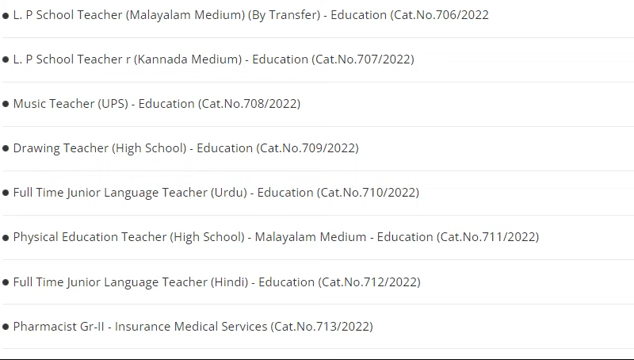 ● L. P School Teacher (Malayalam Medium) (By Transfer) - Education (Cat.No.706/2022
● L. P School Teacher r (Kannada Medium) - Education (Cat.No.707/2022)
● Music Teacher (UPS) - Education (Cat.No.708/2022)
● Drawing Teacher (High School) - Education (Cat.No.709/2022)
● Full Time Junior Language Teacher (Urdu) - Education (Cat.No.710/2022)
● Physical Education Teacher (High School) - Malayalam Medium - Education (Cat.No.711/2022)
● Full Time Junior Language Teacher (Hindi) - Education (Cat.No.712/2022)
● Pharmacist Gr-II - Insurance Medical Services (Cat.No.713/2022)